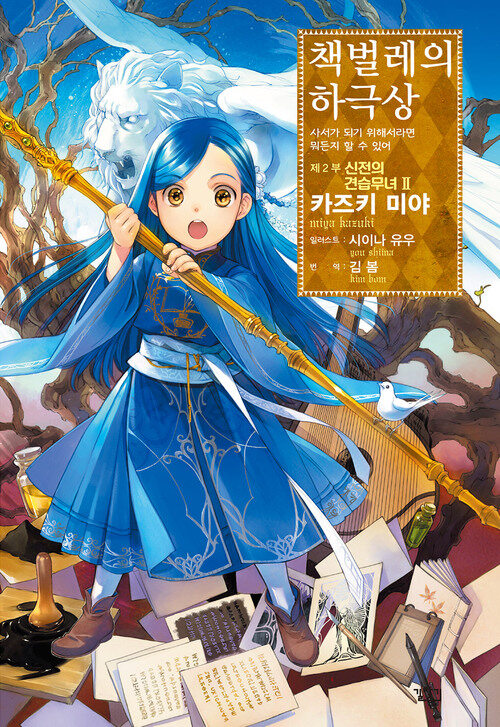 책벌레의
하극상
사서가 되기 위해서라면
뭐든지 할 수 있어
제2부 신전의
견습무녀 II
카즈키 미야
miya kazuki
일러스트 : 시이나 유우
you shiina
번 역 : 김 봄
kim bom